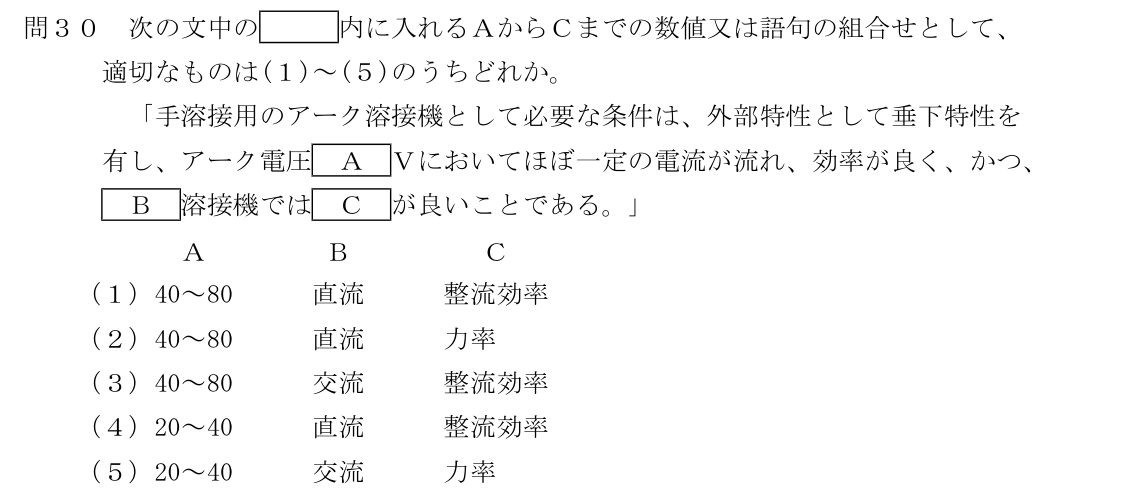 問３０　次の文中の　　　内に入れるＡからＣまでの数値又は語句の組合せとして、
適切なものは(１)～(５)のうちどれか。
「手溶接用のアーク溶接機として必要な条件は、外部特性として垂下特性を
有し、アーク電圧　Ａ　Ｖにおいてほぼ一定の電流が流れ、効率が良く、かつ、
Ｂ　溶接機では　Ｃ　が良いことである。」
Ａ　Ｂ　Ｃ
(１) 40～80　直流　整流効率
(２) 40～80　直流　力率
(３) 40～80　交流　整流効率
(４) 20～40　直流　整流効率
(５) 20～40　交流　力率